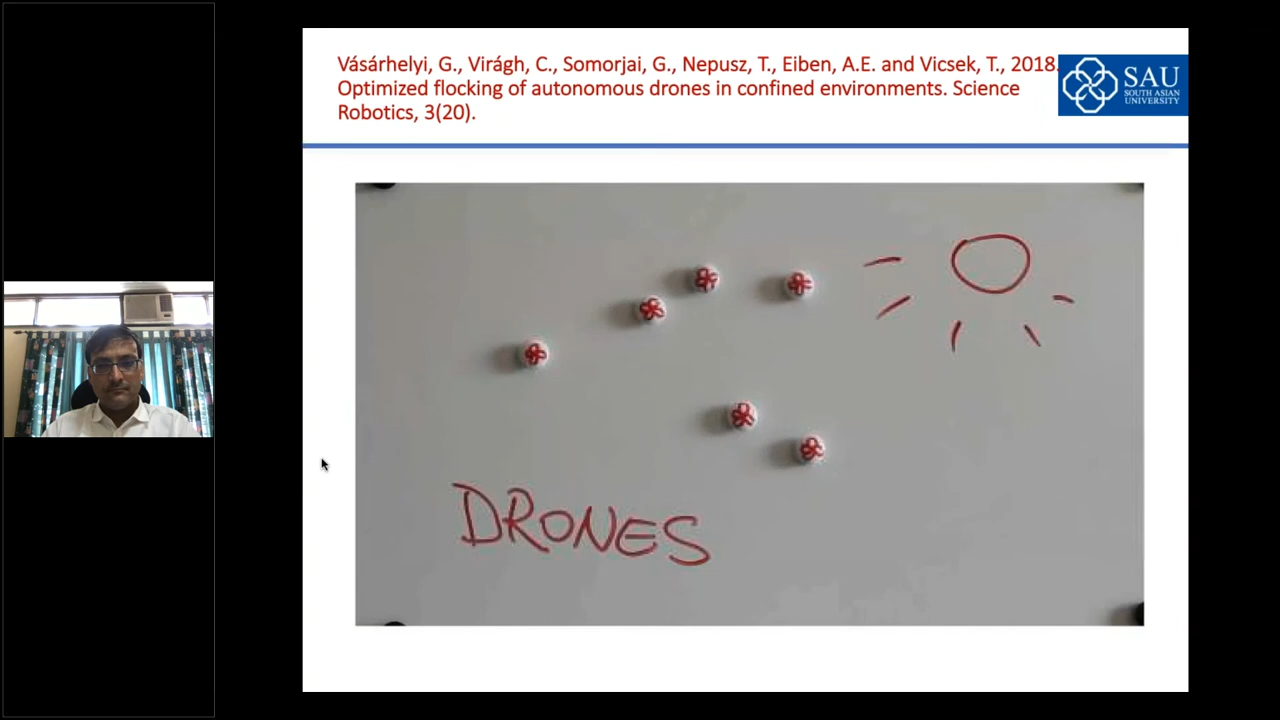 Vásárhelyi, G., Virágh, C., Somorjai, G., Nepusz, T., Eiben, A.E. and Vicsek, T., 2018.
Optimized flocking of autonomous drones in confined environments. Science
Robotics, 3(20).
SAU
SOUTH ASIAN
UNIVERSITY
DRONES